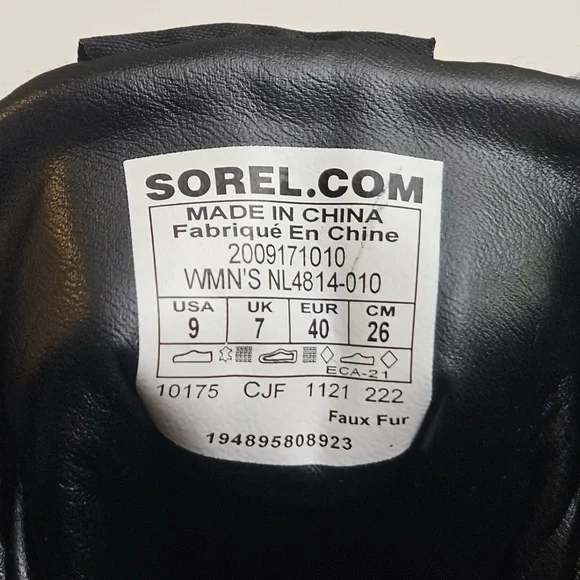 SOREL.COM
MADE IN CHINA
Fabriqué En Chine
2009171010
WMN'S NL4814-010
USA UK EUR CM
9 7 40 26
ECA-21
10175 CJF 1121 222
Faux Fur
194895808923